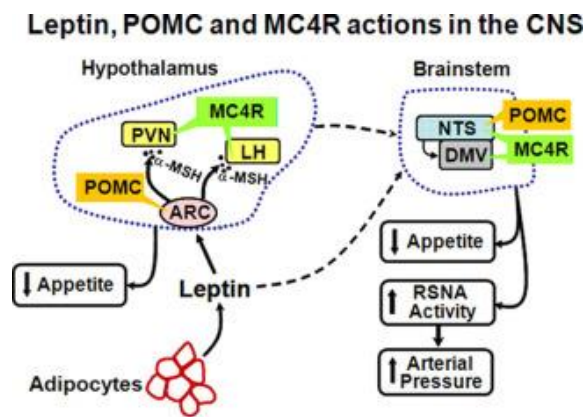 Leptin, POMC and MC4R actions in the CNS
Hypothalamus
Brainstem
MC4R
PVN
LH
α-MSH
α-MSH
POMC
ARC
POMC
NTS
MC4R
DMV
↓ Appetite
Leptin
Adipocytes
↓ Appetite
↑ RSNA
Activity
↑ Arterial
Pressure